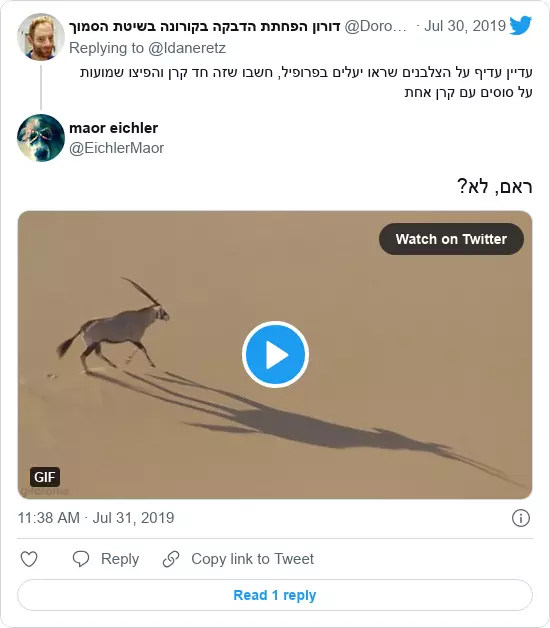 דורון הפחתת הדבקה בקורונה בשיטת הסמוך @Doro… · Jul 30, 2019
Replying to @Idaneretz
עדיין עדיף על הצלבנים שראו יעלים בפרופיל, חשבו שזה חד קרן והפיצו שמועות
על סוסים עם קרן אחת
maor eichler
@EichlerMaor
ראם, לא?
Watch on Twitter
GIF
11:38 AM · Jul 31, 2019
Reply
Copy link to Tweet
Read 1 reply